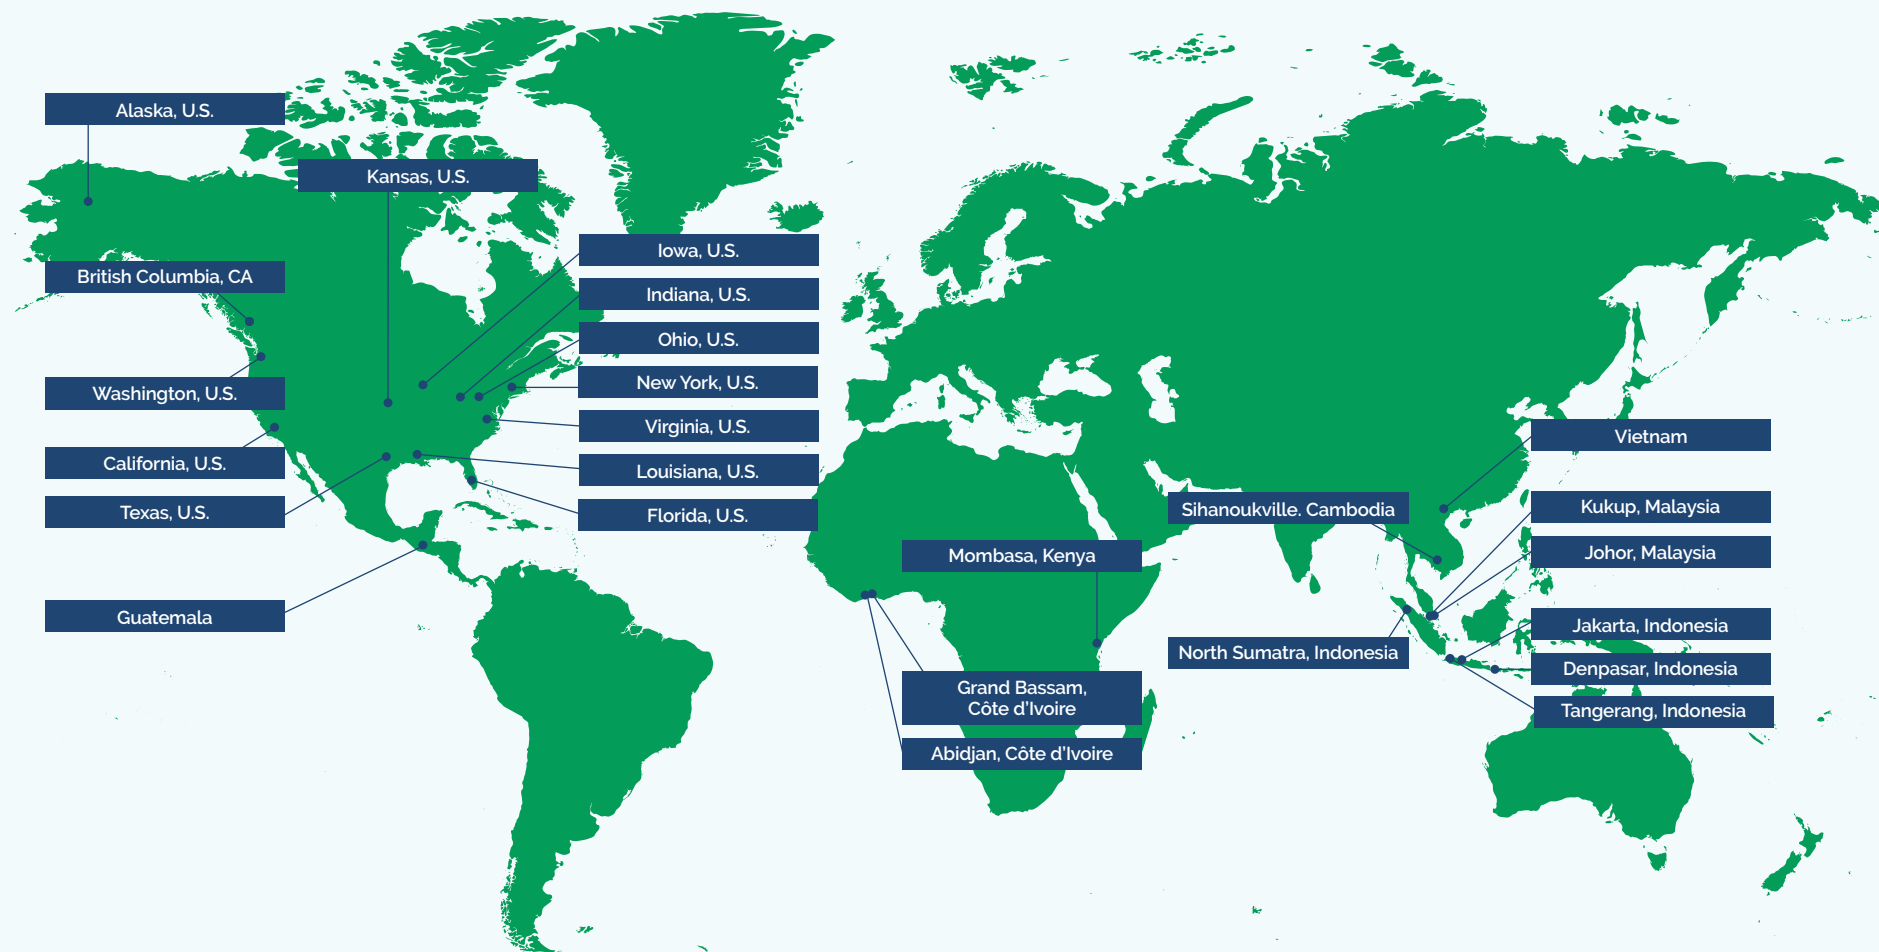 Alaska, U.S.
Kansas, U.S.
British Columbia, CA
Washington, U.S.
California, U.S.
Texas, U.S.
Guatemala
Iowa, U.S.
Indiana, U.S.
Ohio, U.S.
New York, U.S.
Virginia, U.S.
Louisiana, U.S.
Florida, U.S.
Mombasa, Kenya
Grand Bassam,
Côte d’Ivoire
Abidjan, Côte d’Ivoire
Sihanoukville. Cambodia
North Sumatra, Indonesia
Vietnam
Kukup, Malaysia
Johor, Malaysia
Jakarta, Indonesia
Denpasar, Indonesia
Tangerang, Indonesia